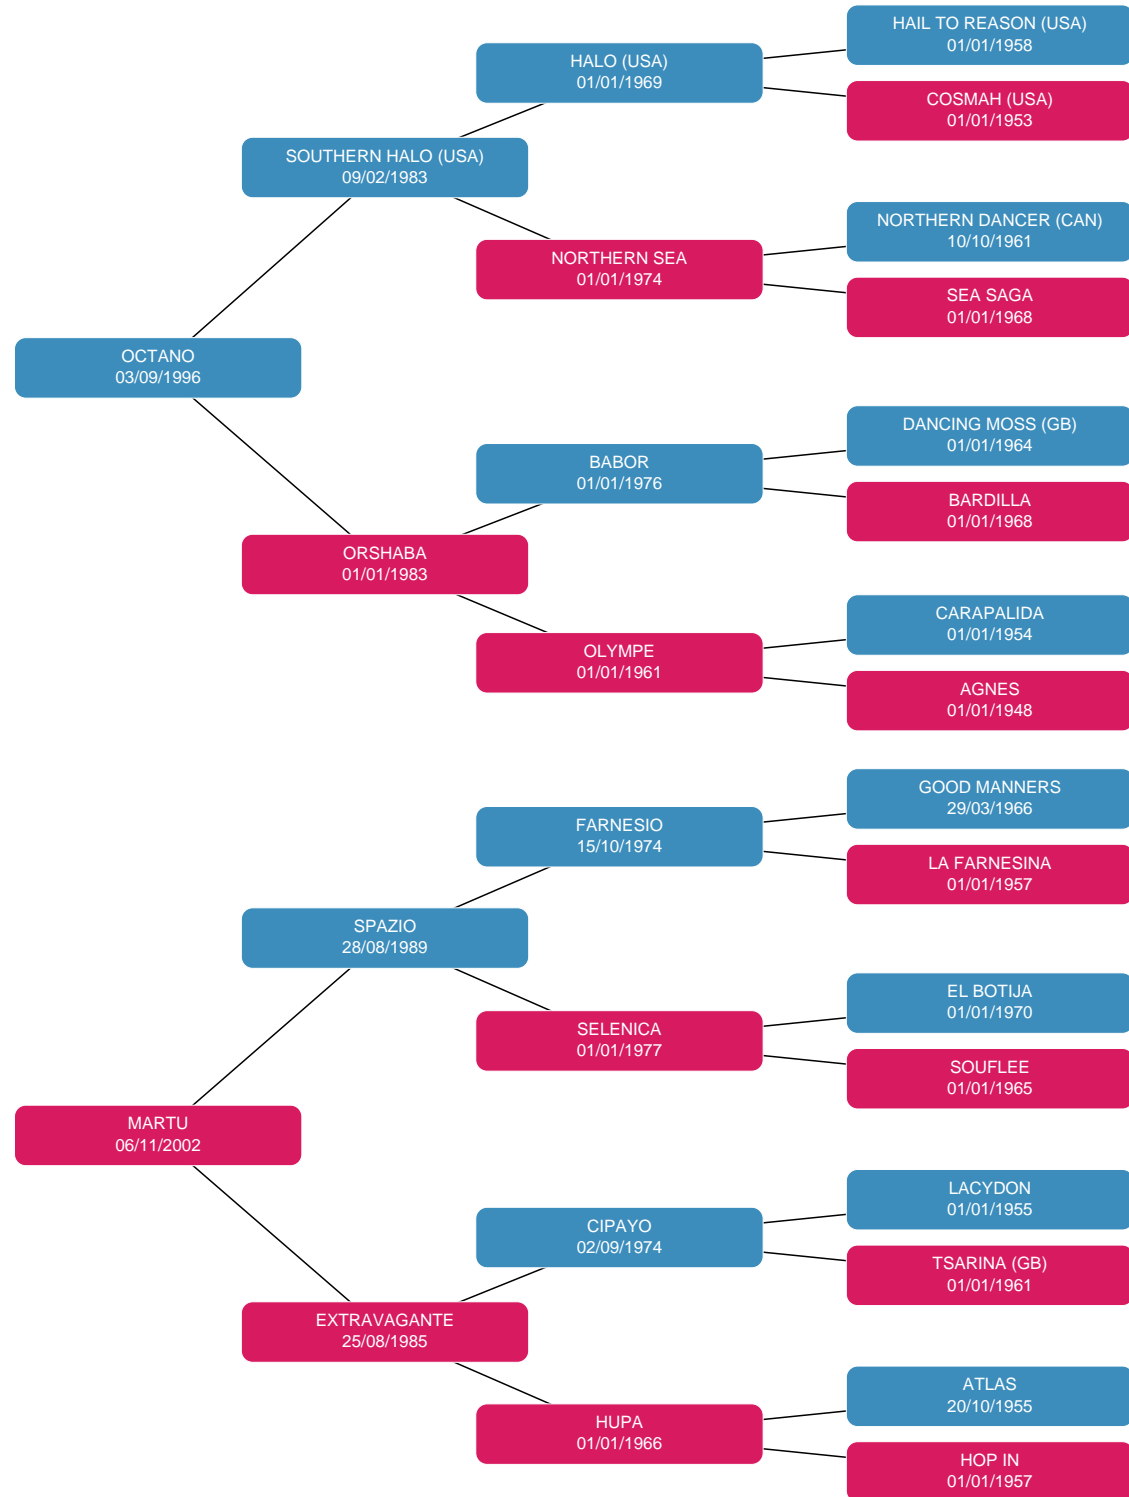 HAIL TO REASON (USA)
01/01/1958
HALO (USA)
01/01/1969
COSMAH (USA)
01/01/1953
SOUTHERN HALO (USA)
09/02/1983
NORTHERN DANCER (CAN)
10/10/1961
NORTHERN SEA
01/01/1974
SEA SAGA
01/01/1968
OCTANO
03/09/1996
DANCING MOSS (GB)
01/01/1964
BABOR
01/01/1976
BARDILLA
01/01/1968
ORSHABA
01/01/1983
CARAPALIDA
01/01/1954
OLYMPE
01/01/1961
AGNES
01/01/1948
GOOD MANNERS
29/03/1966
FARNESIO
15/10/1974
LA FARNESINA
01/01/1957
SPAZIO
28/08/1989
EL BOTIJA
01/01/1970
SELENICA
01/01/1977
SOUFLEE
01/01/1965
MARTU
06/11/2002
LACYDON
01/01/1955
CIPAYO
02/09/1974
TSARINA (GB)
01/01/1961
EXTRAVAGANTE
25/08/1985
ATLAS
20/10/1955
HUPA
01/01/1966
HOP IN
01/01/1957